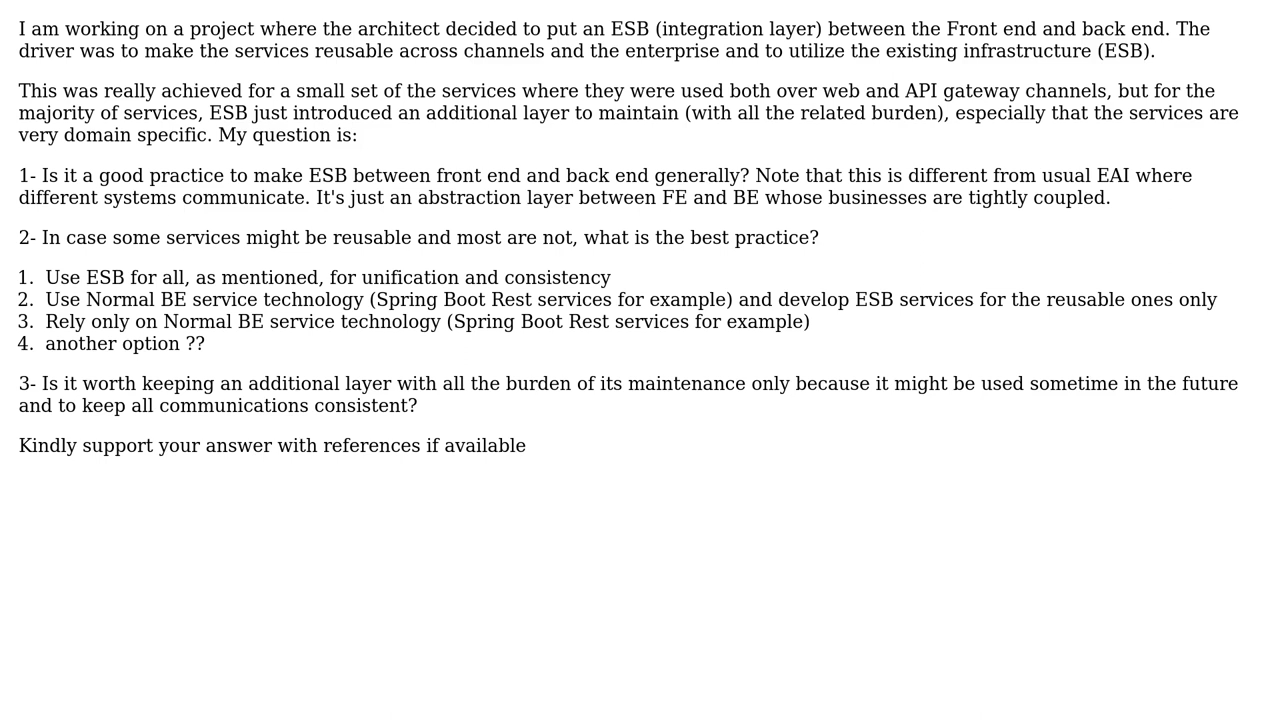 I am working on a project where the architect decided to put an ESB (integration layer) between the Front end and back end. The
driver was to make the services reusable across channels and the enterprise and to utilize the existing infrastructure (ESB).
This was really achieved for a small set of the services where they were used both over web and API gateway channels, but for the
majority of services, ESB just introduced an additional layer to maintain (with all the related burden), especially that the services are
very domain specific. My question is:
1- Is it a good practice to make ESB between front end and back end generally? Note that this is different from usual EAI where
different systems communicate. It's just an abstraction layer between FE and BE whose businesses are tightly coupled.
2- In case some services might be reusable and most are not, what is the best practice?
1. Use ESB for all, as mentioned, for unification and consistency
2. Use Normal BE service technology (Spring Boot Rest services for example) and develop ESB services for the reusable ones only
3. Rely only on Normal BE service technology (Spring Boot Rest services for example)
4. another option ??
3- Is it worth keeping an additional layer with all the burden of its maintenance only because it might be used sometime in the future
and to keep all communications consistent?
Kindly support your answer with references if available